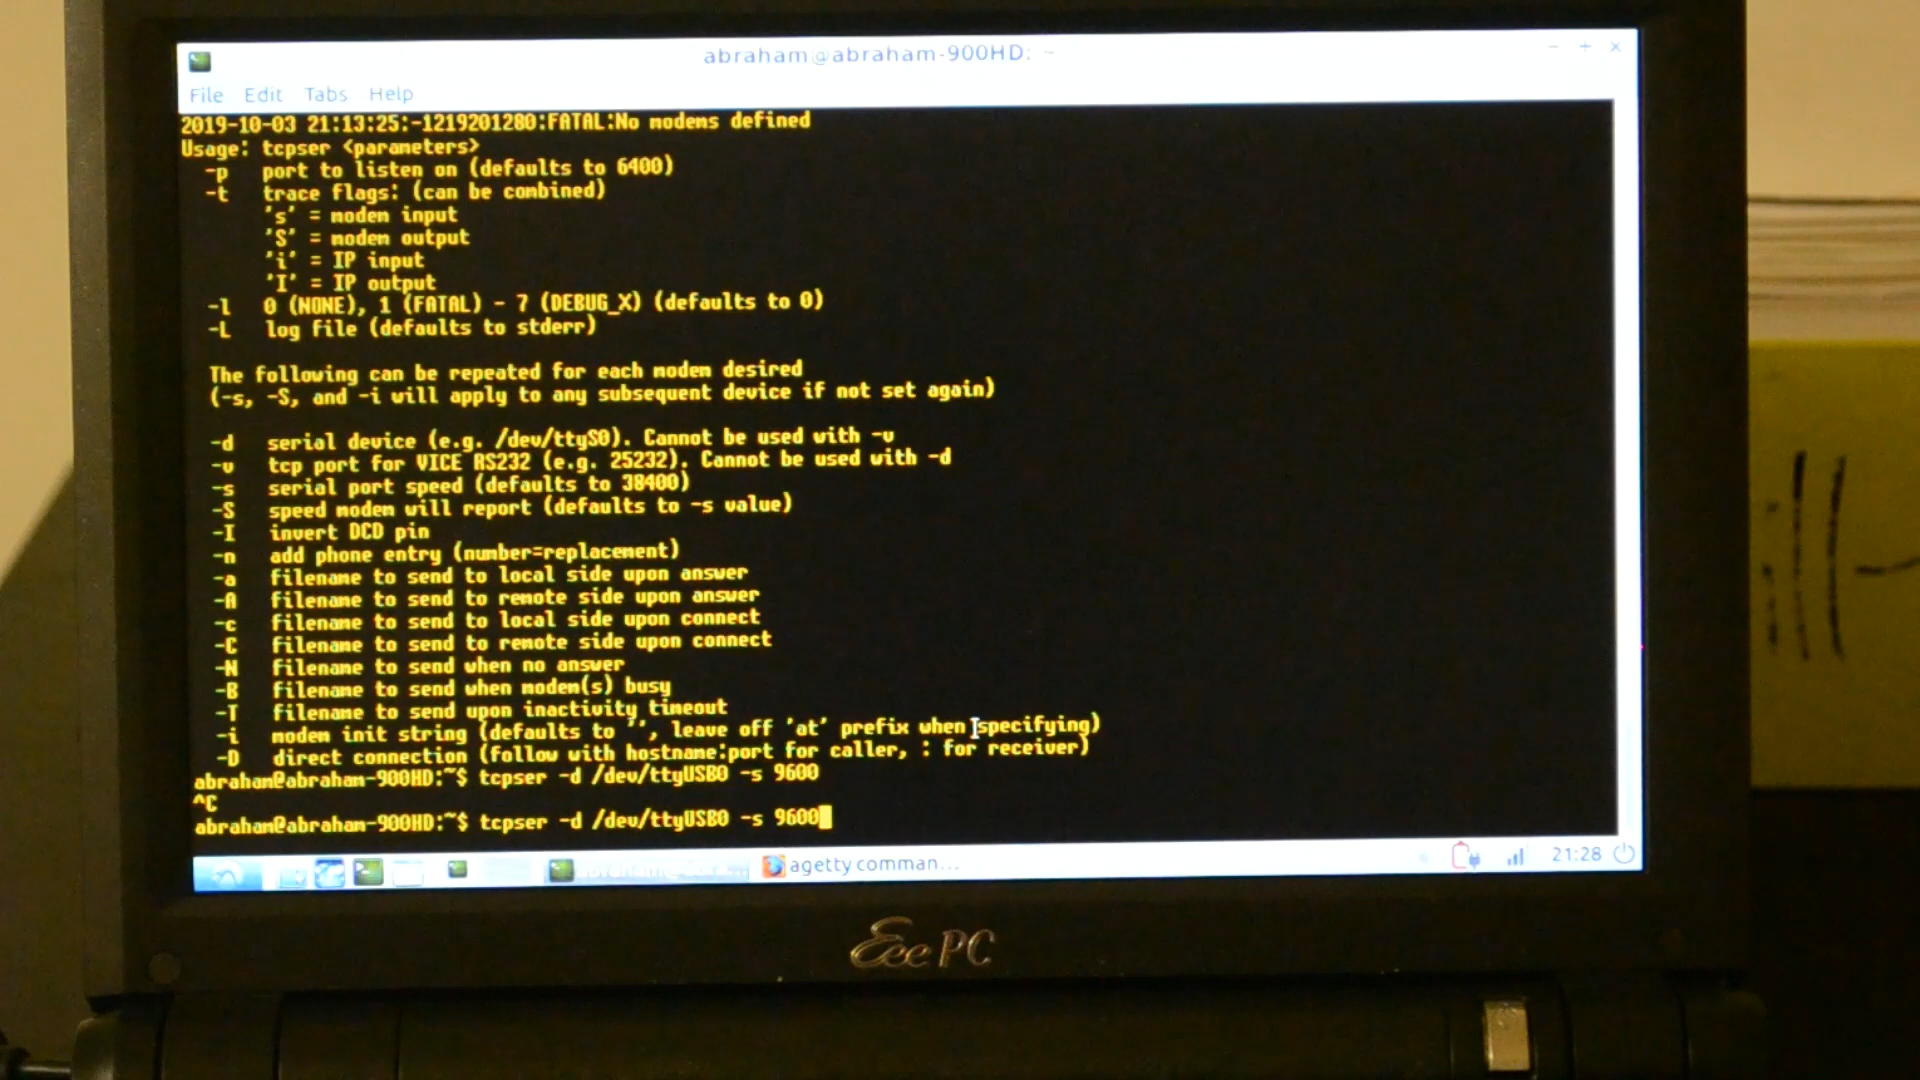 abraham@abraham-900HD: ~
File Edit Tabs Help
2019-10-03 21:13:25:-1219201280:FATAL:No modems defined
Usage: tcpser <parameters>
-p port to listen on (defaults to 6400)
-t trace flags: (can be combined)
's' = modem input
'S' = modem output
'i' = IP input
'I' = IP output
-l 0 (NONE), 1 (FATAL) - 7 (DEBUG_X) (defaults to 0)
-L log file (defaults to stderr)
The following can be repeated for each modem desired
(-s, -S, and -i will apply to any subsequent device if not set again)
-d serial device (e.g. /dev/ttyS0). Cannot be used with -v
-v tcp port for VICE RS232 (e.g. 25232). Cannot be used with -d
-s serial port speed (defaults to 38400)
-S speed modem will report (defaults to -s value)
-I invert DCD pin
-n add phone entry (number=replacement)
-a filename to send to local side upon answer
-A filename to send to remote side upon answer
-c filename to send to local side upon connect
-C filename to send to remote side upon connect
-N filename to send when no answer
-B filename to send when modem(s) busy
-T filename to send upon inactivity timeout
-i modem init string (defaults to '', leave off 'at' prefix when specifying)
-D direct connection (follow with hostname:port for caller, : for receiver)
abraham@abraham-900HD:~$ tcpser -d /dev/ttyUSB0 -s 9600
^C
abraham@abraham-900HD:~$ tcpser -d /dev/ttyUSB0 -s 9600
agetty comman...
21:28
Eee PC